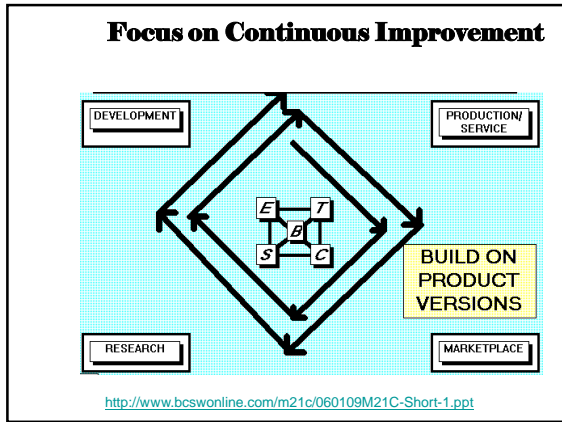 Focus on Continuous Improvement
DEVELOPMENT
PRODUCTION/
SERVICE
E T
B
S C
BUILD ON
PRODUCT
VERSIONS
RESEARCH
MARKETPLACE
http://www.bcswonline.com/m21c/060109M21C-Short-1.ppt